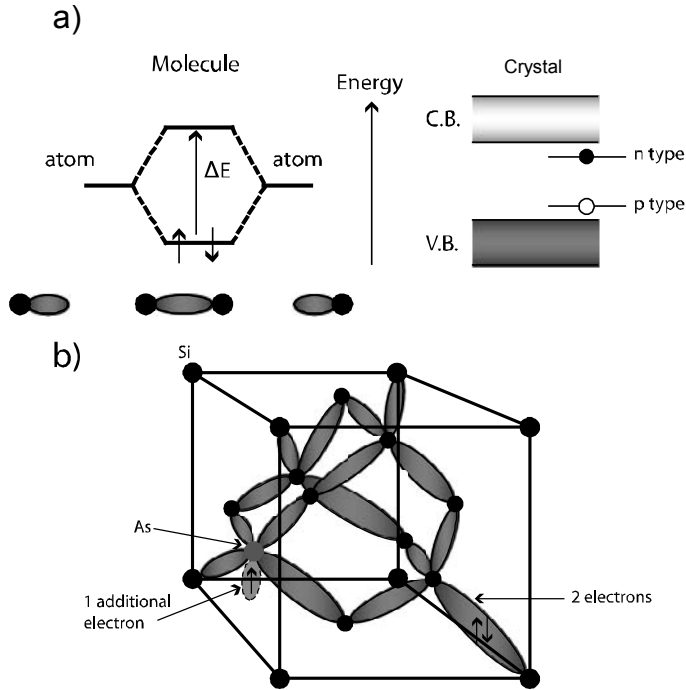 a)
Molecule
Energy
Crystal
C.B.
atom
atom
ΔE
n type
p type
V.B.
b)
Si
As
1 additional
electron
2 electrons